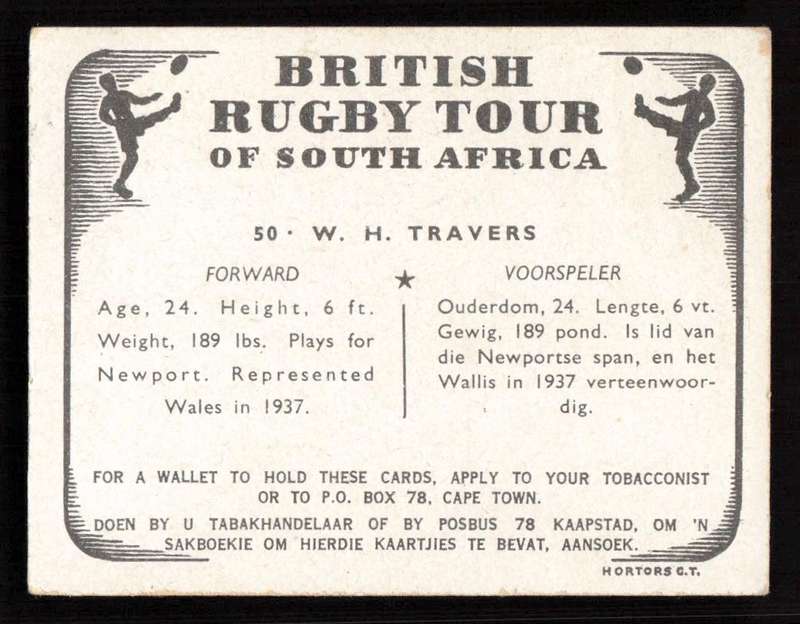 BRITISH
RUGBY TOUR
OF SOUTH AFRICA
50 · W. H. TRAVERS
FORWARD
Age, 24. Height, 6 ft.
Weight, 189 lbs. Plays for
Newport. Represented
Wales in 1937.
VOORSPELER
Ouderdom, 24. Lengte, 6 vt.
Gewig, 189 pond. Is lid van
die Newportse span, en het
Wallis in 1937 verteenwoor-
dig.
FOR A WALLET TO HOLD THESE CARDS, APPLY TO YOUR TOBACCONIST
OR TO P.O. BOX 78, CAPE TOWN.
DOEN BY U TABAKHANDELAAR OF BY POSBUS 78 KAAPSTAD, OM 'N
SAKBOEKIE OM HIERDIE KAARTJIES TE BEVAT, AANSOEK.
HORTORS C.T.